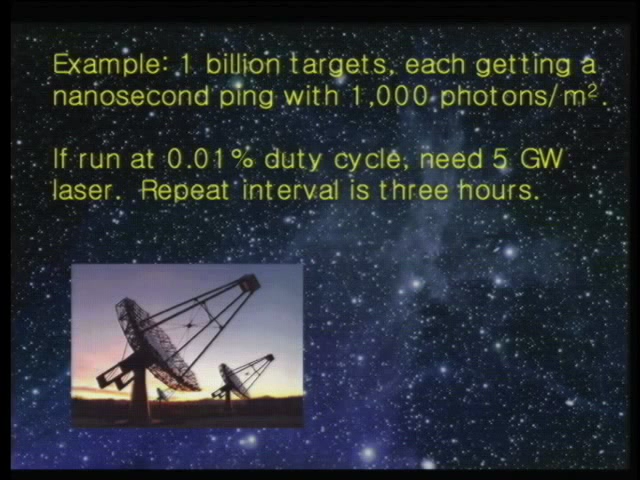 Example: 1 billion targets, each getting a
nanosecond ping with 1,000 photons/m².
If run at 0.01% duty cycle, need 5 GW
laser. Repeat interval is three hours.